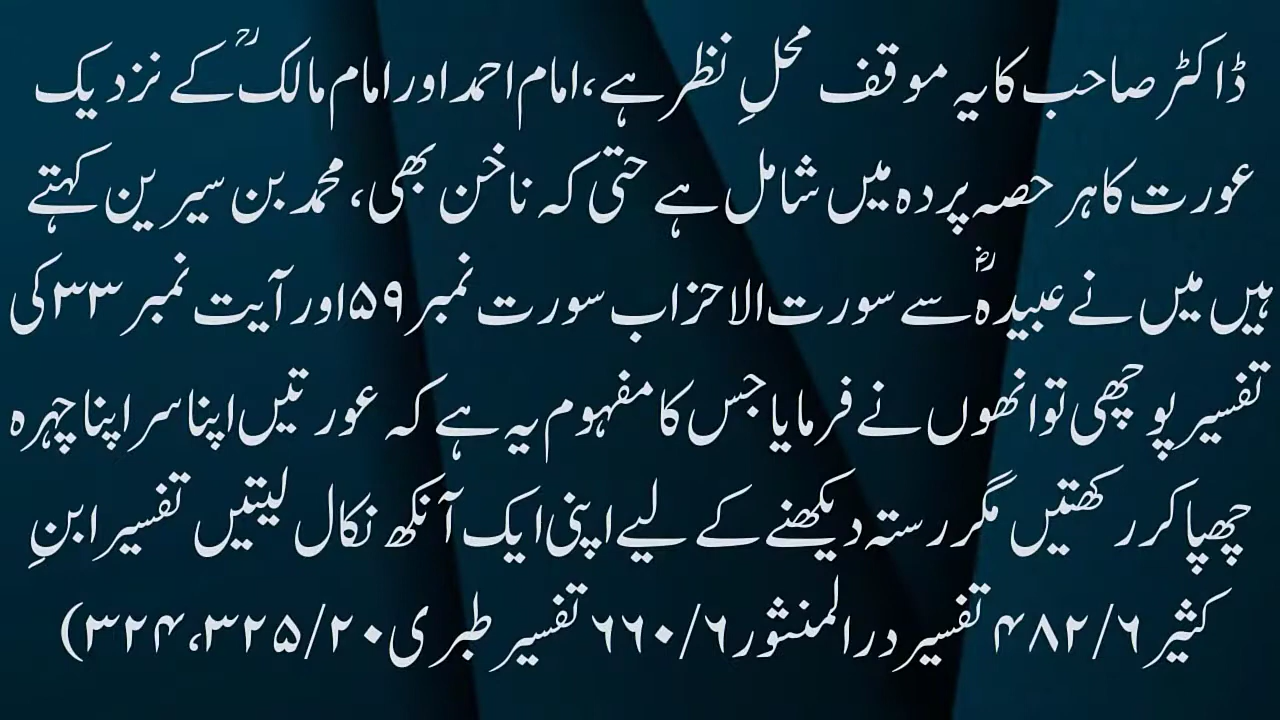 ڈاکٹر صاحب کا یہ موقف محلِ نظر ہے، امام احمد اور امام مالکؒ کے نزدیک
عورت کا ہر حصہ پردہ میں شامل ہے حتیٰ کہ ناخن بھی، محمد بن سیرین کہتے
ہیں میں نے عبیدہؓ سے سورت الاحزاب سورت نمبر ۵۹ اور آیت نمبر ۳۳ کی
تفسیر پوچھی تو انھوں نے فرمایا جس کا مفہوم یہ ہے کہ عورتیں اپنا سر اپنا چہرہ
چھپا کر رکھتیں مگر رستہ دیکھنے کے لیے اپنی ایک آنکھ نکال لیتیں تفسیر ابنِ
کثیر ۴۸۲/۶ تفسیر درالمنثور ۶۶۰/۶ تفسیر طبری ۳۲۴،۳۲۵/۲۰)